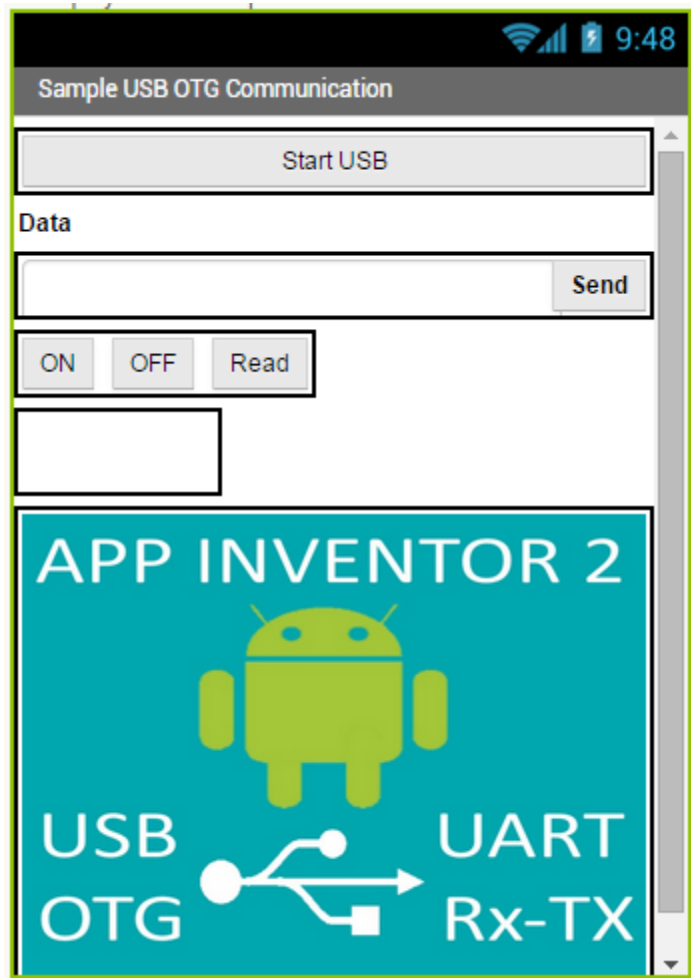 9:48
Sample USB OTG Communication
Start USB
Data
Send
ON OFF Read
APP INVENTOR 2
USB UART
OTG Rx-TX